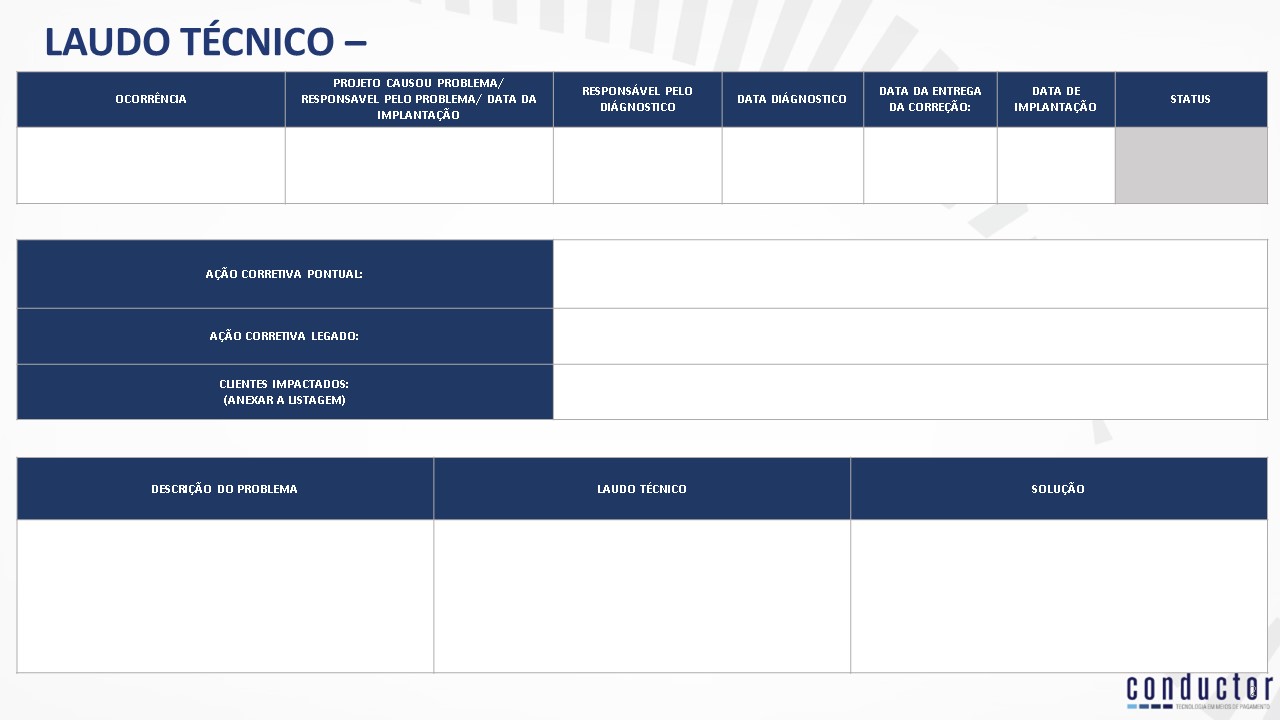 LAUDO TÉCNICO –
OCORRÊNCIA
PROJETO CAUSOU PROBLEMA/
RESPONSAVEL PELO PROBLEMA/ DATA DA
IMPLANTAÇÃO
RESPONSÁVEL PELO
DIÁGNOSTICO
DATA DIÁGNOSTICO
DATA DA ENTREGA
DA CORREÇÃO:
DATA DE
IMPLANTAÇÃO
STATUS
AÇÃO CORRETIVA PONTUAL:
AÇÃO CORRETIVA LEGADO:
CLIENTES IMPACTADOS:
(ANEXAR A LISTAGEM)
DESCRIÇÃO DO PROBLEMA
LAUDO TÉCNICO
SOLUÇÃO
conductor
TECNOLOGIA EM MEIOS DE PAGAMENTO